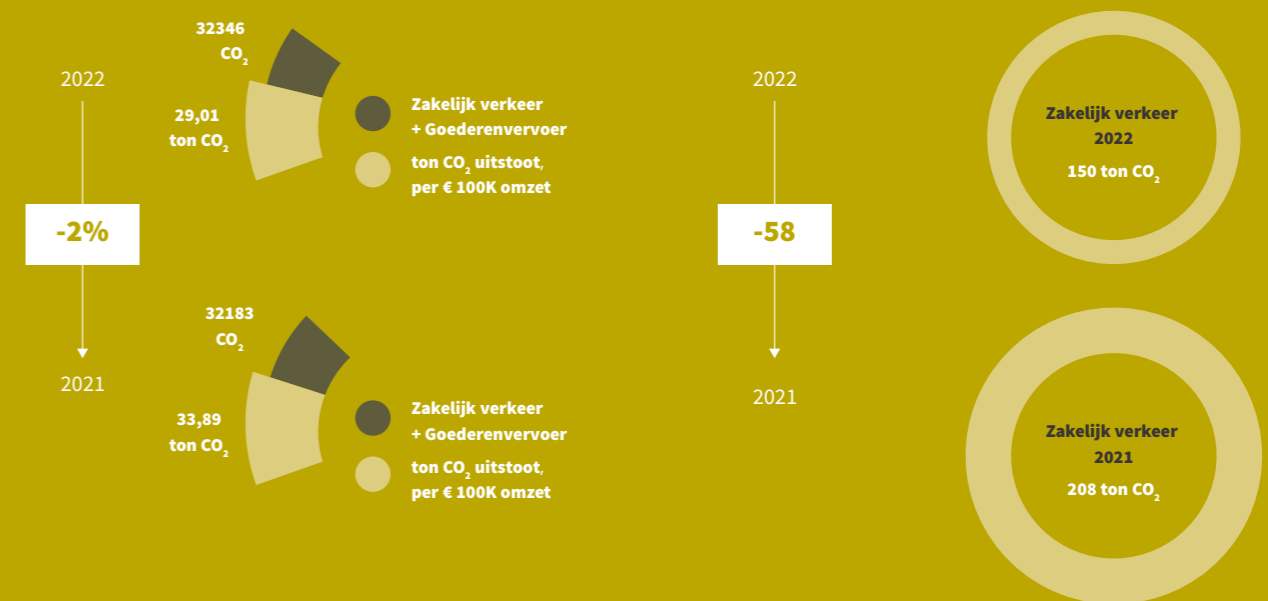 2022
32346
CO₂
29,01
ton CO₂
Zakelijk verkeer
+ Goederenvervoer
ton CO₂ uitstoot,
per € 100K omzet
-2%
2021
32183
CO₂
33,89
ton CO₂
Zakelijk verkeer
+ Goederenvervoer
ton CO₂ uitstoot,
per € 100K omzet
2022
-58
2021
Zakelijk verkeer
2022
150 ton CO₂
Zakelijk verkeer
2021
208 ton CO₂